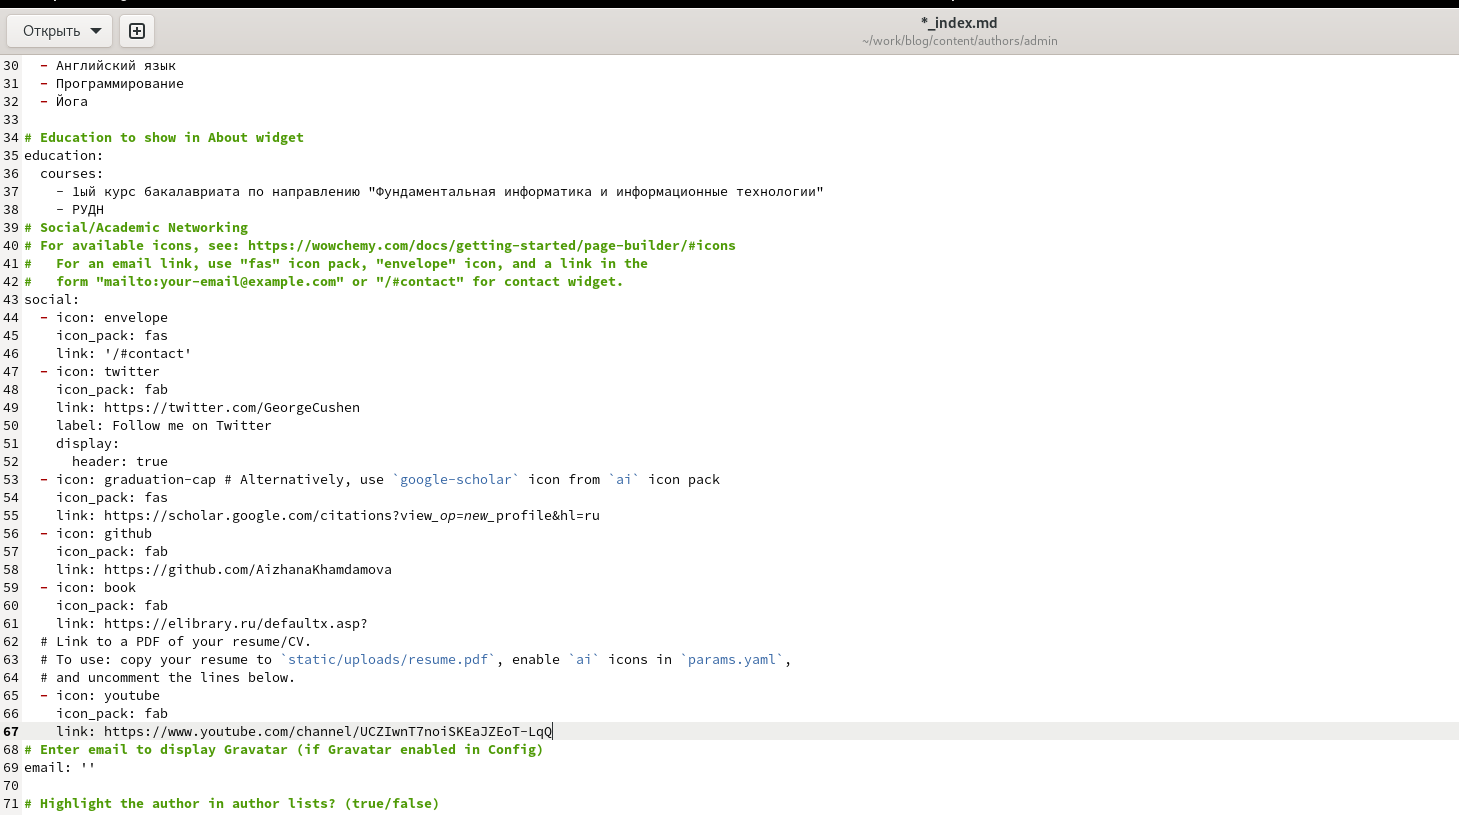 *_index.md
Открыть
~/work/blog/content/authors/admin
30 - Английский язык
31 - Программирование
32 - Йога
33
34 # Education to show in About widget
35 education:
36 courses:
37 - 1ый курс бакалавриата по направлению "Фундаментальная информатика и информационные технологии"
38 - РУДН
39 # Social/Academic Networking
40 # For available icons, see: https://wowchemy.com/docs/getting-started/page-builder/#icons
41 # For an email link, use "fas" icon pack, "envelope" icon, and a link in the
42 # form "mailto:your-email@example.com" or "/#contact" for contact widget.
43 social:
44 - icon: envelope
45 icon_pack: fas
46 link: '/#contact'
47 - icon: twitter
48 icon_pack: fab
49 link: https://twitter.com/GeorgeCushen
50 label: Follow me on Twitter
51 display:
52 header: true
53 - icon: graduation-cap # Alternatively, use `google-scholar` icon from `ai` icon pack
54 icon_pack: fas
55 link: https://scholar.google.com/citations?view_op=new_profile&hl=ru
56 - icon: github
57 icon_pack: fab
58 link: https://github.com/AizhanaKhamdamova
59 - icon: book
60 icon_pack: fab
61 link: https://elibrary.ru/defaultx.asp?
62 # Link to a PDF of your resume/CV.
63 # To use: copy your resume to `static/uploads/resume.pdf`, enable `ai` icons in `params.yaml`,
64 # and uncomment the lines below.
65 - icon: youtube
66 icon_pack: fab
67 link: https://www.youtube.com/channel/UCZIwnT7noiSKEaJZEoT-LqQ
68 # Enter email to display Gravatar (if Gravatar enabled in Config)
69 email: ''
70
71 # Highlight the author in author lists? (true/false)